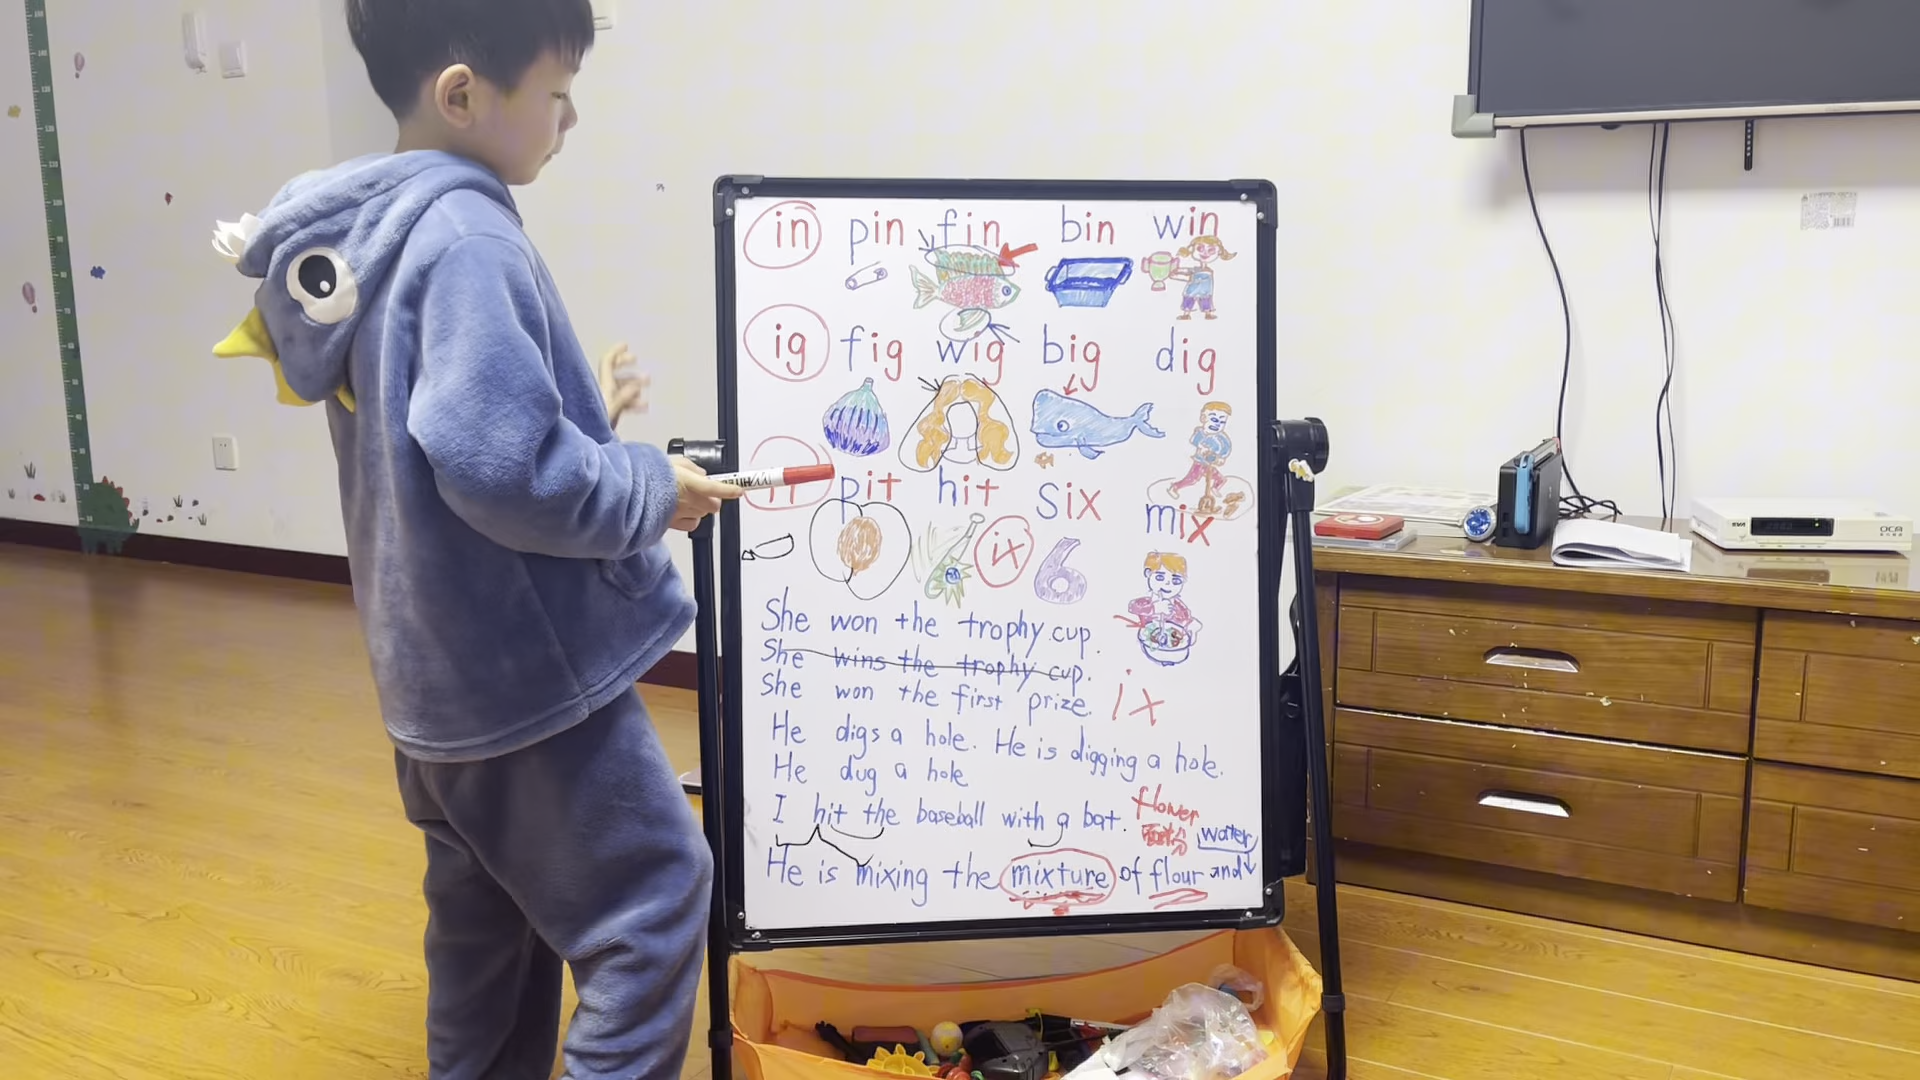 in pin fin bin win
ig fig wig big dig
it pit hit six mix
ix 6
She won the trophy cup.
She wins the trophy cup.
She won the first prize. ix
He digs a hole. He is digging a hole.
He dug a hole
I hit the baseball with a bat. flower
water
He is mixing the mixture of flour and